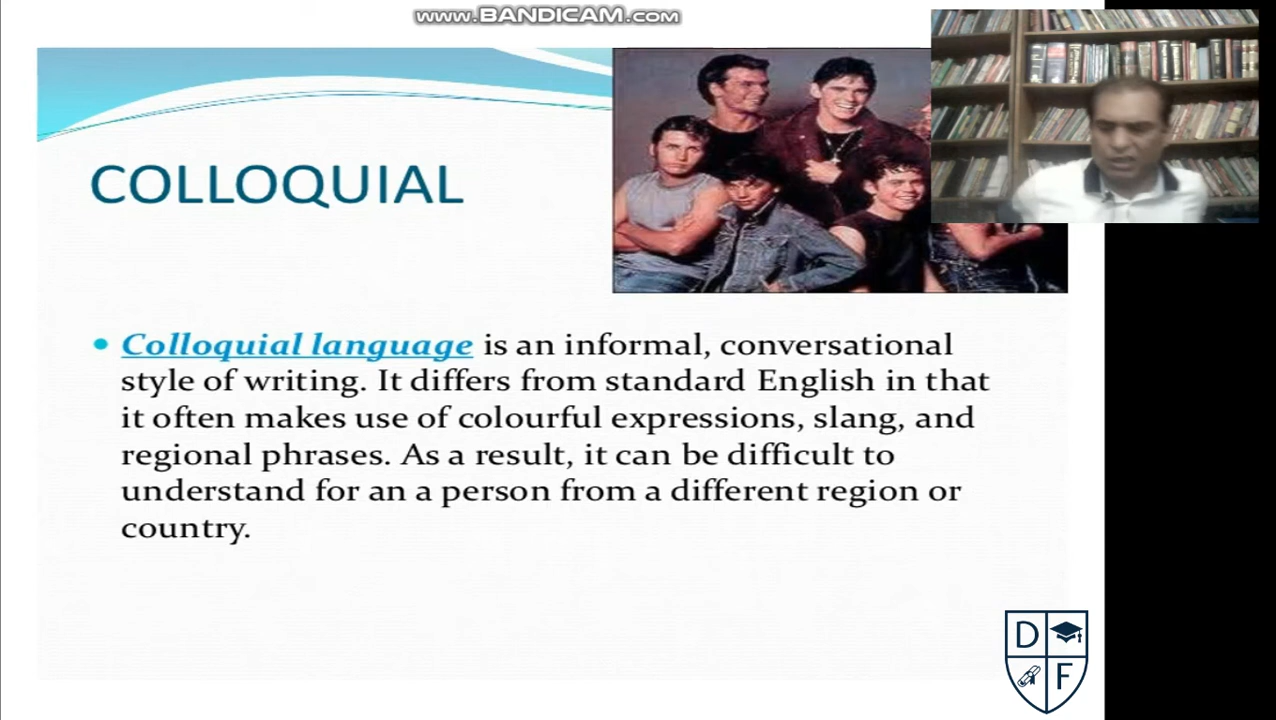 www.BANDICAM.com
COLLOQUIAL
• Colloquial language is an informal, conversational
style of writing. It differs from standard English in that
it often makes use of colourful expressions, slang, and
regional phrases. As a result, it can be difficult to
understand for an a person from a different region or
country.
D
F